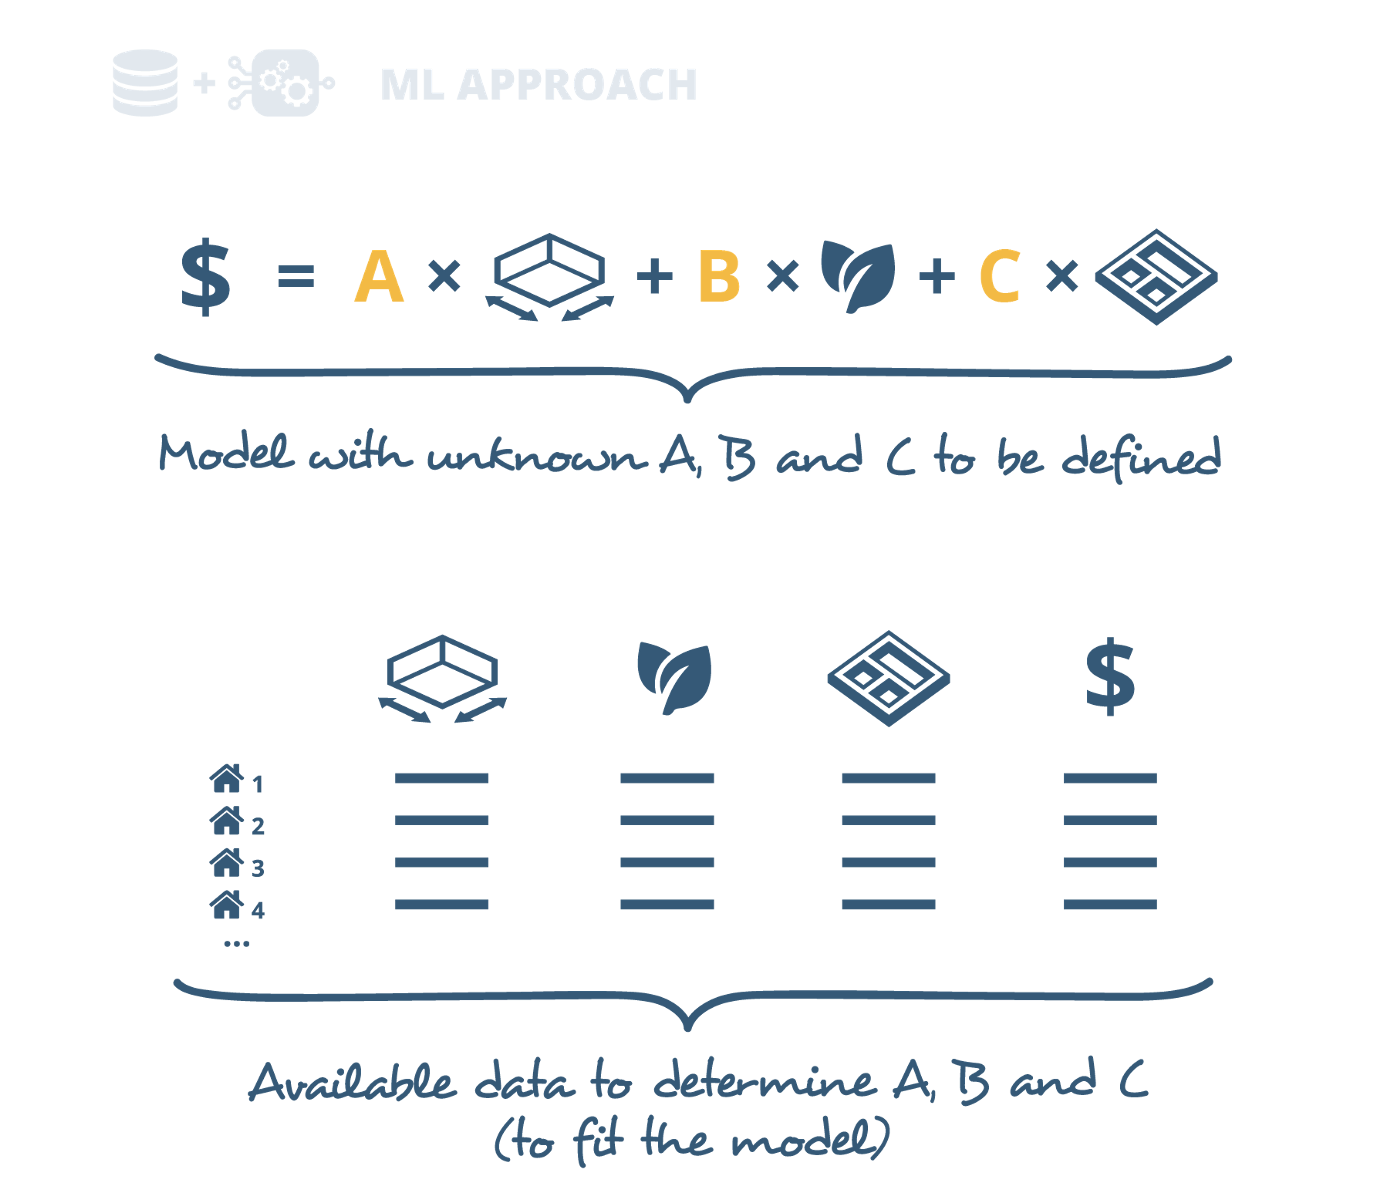 + ML APPROACH
$ = A × + B × + C ×
Model with unknown A, B and C to be defined
$
1
2
3
4
...
Available data to determine A, B and C
(to fit the model)